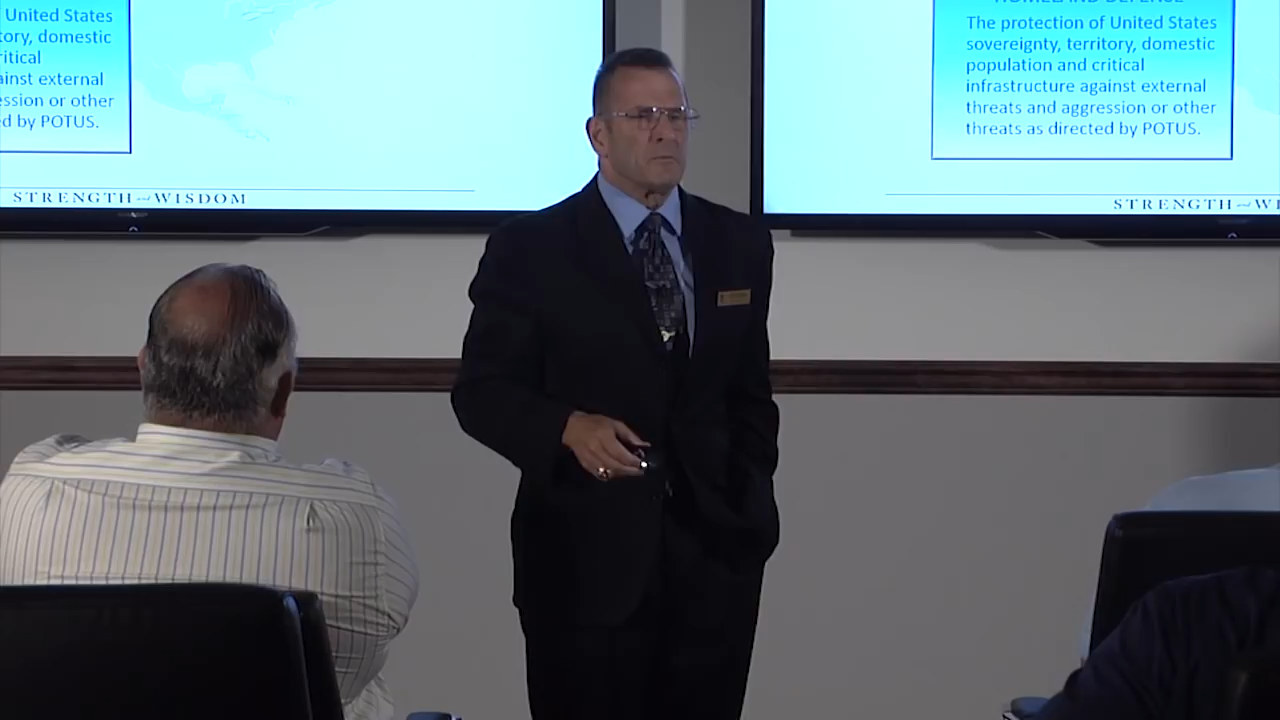 United States
tory, domestic
ritical
ainst external
ession or other
d by POTUS.
STRENGTH and WISDOM
HOMELAND DEFENSE
The protection of United States
sovereignty, territory, domestic
population and critical
infrastructure against external
threats and aggression or other
threats as directed by POTUS.
STRENGTH and WI